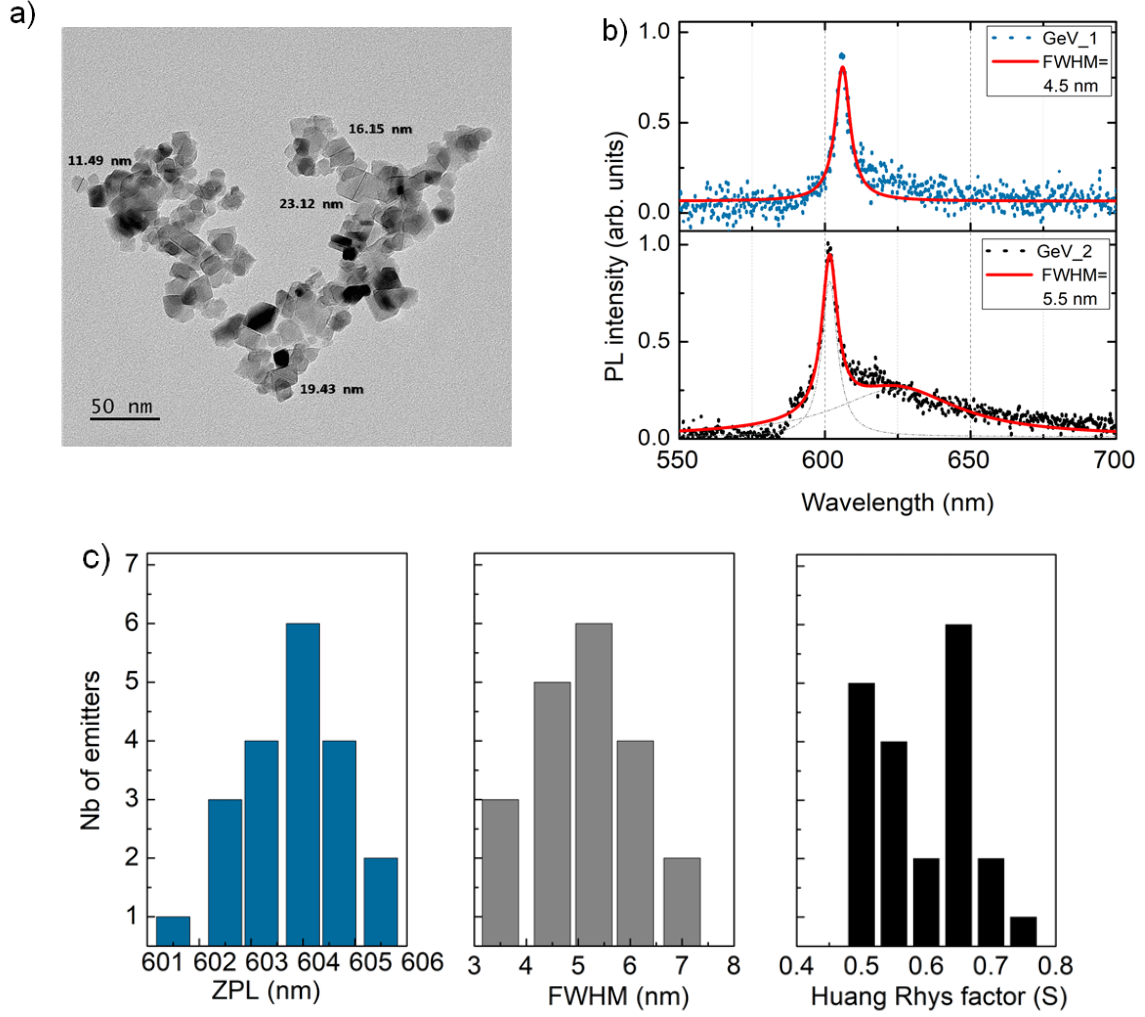 a)
16.15 nm
11.49 nm
23.12 nm
19.43 nm
50 nm
b)
1.0
0.5
0.0
GeV_1
FWHM=
4.5 nm
1.0
0.5
0.0
GeV_2
FWHM=
5.5 nm
PL intensity (arb. units)
550 600 650 700
Wavelength (nm)
c)
7
6
5
4
3
2
1
Nb of emitters
601 602 603 604 605 606
ZPL (nm)
3 4 5 6 7 8
FWHM (nm)
0.4 0.5 0.6 0.7 0.8
Huang Rhys factor (S)